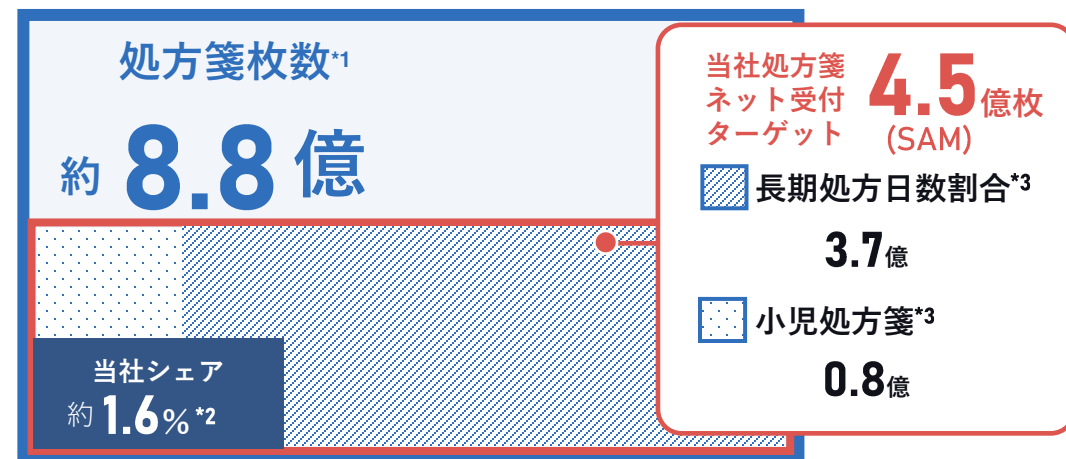 処方箋枚数*1
約8.8億
当社シェア
約1.6%*2
当社処方箋
ネット受付
ターゲット
4.5億枚
(SAM)
長期処方日数割合*3
3.7億
小児処方箋*3
0.8億